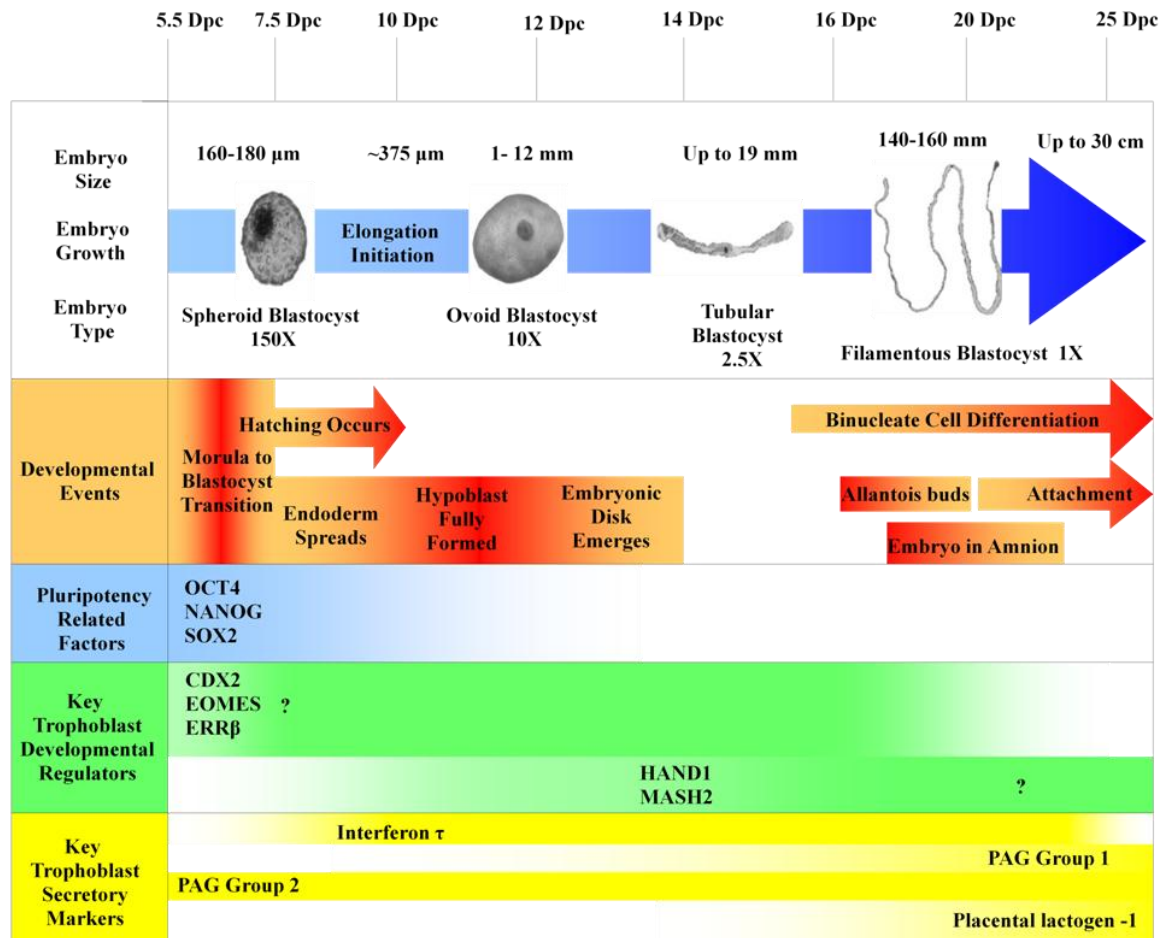 5.5 Dpc 7.5 Dpc 10 Dpc 12 Dpc 14 Dpc 16 Dpc 20 Dpc 25 Dpc
Embryo
Size
160-180 µm ~375 µm 1- 12 mm Up to 19 mm 140-160 mm Up to 30 cm
Embryo
Growth
Elongation
Initiation
Embryo
Type
Spheroid Blastocyst
150X
Ovoid Blastocyst
10X
Tubular
Blastocyst
2.5X
Filamentous Blastocyst 1X
Developmental
Events
Morula to
Blastocyst
Transition
Hatching Occurs
Endoderm
Spreads
Hypoblast
Fully
Formed
Embryonic
Disk
Emerges
Binucleate Cell Differentiation
Allantois buds
Attachment
Embryo in Amnion
Pluripotency
Related
Factors
OCT4
NANOG
SOX2
Key
Trophoblast
Developmental
Regulators
CDX2
EOMES ?
ERRβ
HAND1
MASH2
?
Key
Trophoblast
Secretory
Markers
Interferon τ
PAG Group 1
PAG Group 2
Placental lactogen -1